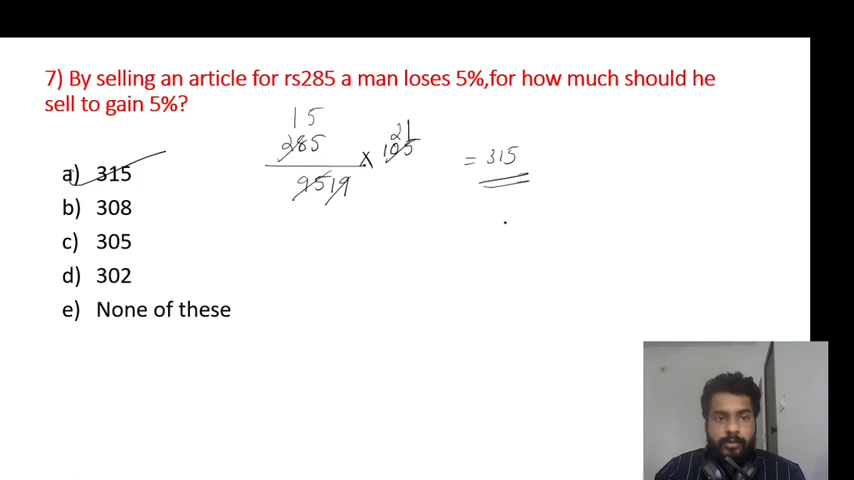 7) By selling an article for rs285 a man loses 5%,for how much should he
sell to gain 5%?
15
285 x 105 21
95 19
= 315
a) 315
b) 308
c) 305
d) 302
e) None of these